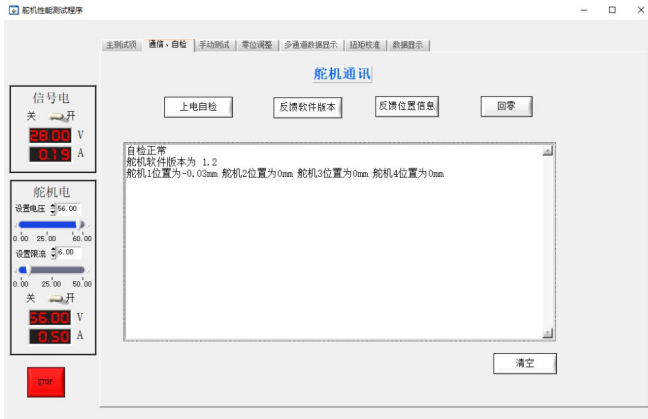 舵机性能测试程序
主测试项 通信、自检 手动测试 零位调整 多通道数据显示 扭矩校准 数据显示
舵机通讯
上电自检 反馈软件版本 反馈位置信息 回零
信号电
关 开
28.00 V
0.19 A
自检正常
舵机软件版本为 1.2
舵机1位置为-0.03mm 舵机2位置为0mm 舵机3位置为0mm 舵机4位置为0mm
舵机电
设置电压 56.00
0.00 25.00 60.00
设置限流 6.00
0.00 25.00 50.00
关 开
56.00 V
0.50 A
清空
STOP